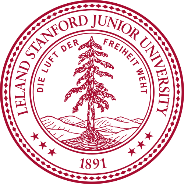 LELAND STANFORD JUNIOR UNIVERSITY
DIE LUFT DER FREIHEIT WEHT
1891